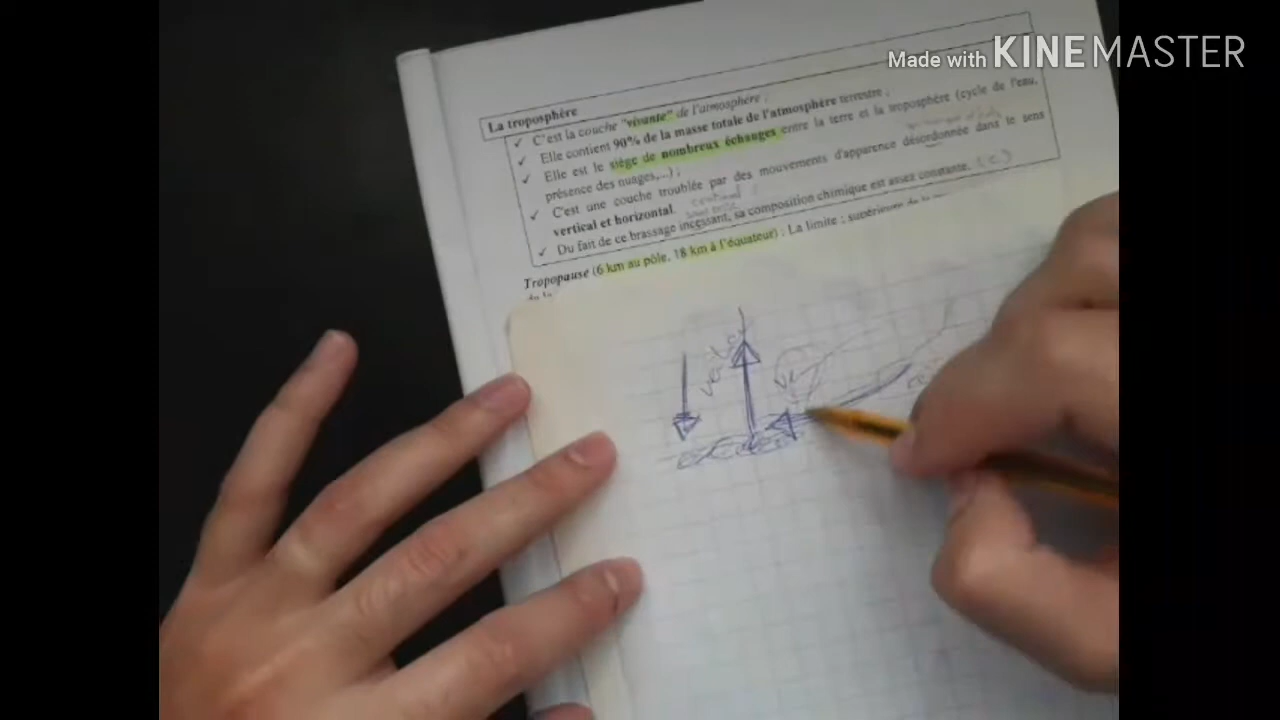 Made with KINEMASTER
La troposphère
✓ C'est la couche "vivante" de l'atmosphère ;
✓ Elle contient 90% de la masse totale de l'atmosphère terrestre ;
✓ Elle est le siège de nombreux échanges entre la terre et la troposphère (cycle de l'eau,
présence des nuages,...) ;
✓ C'est une couche troublée par des mouvements d'apparence désordonnée dans le sens
vertical et horizontal.
✓ Du fait de ce brassage incessant, sa composition chimique est assez constante.
Tropopause (6 km au pôle, 18 km à l'équateur) : La limite : supérieure de la